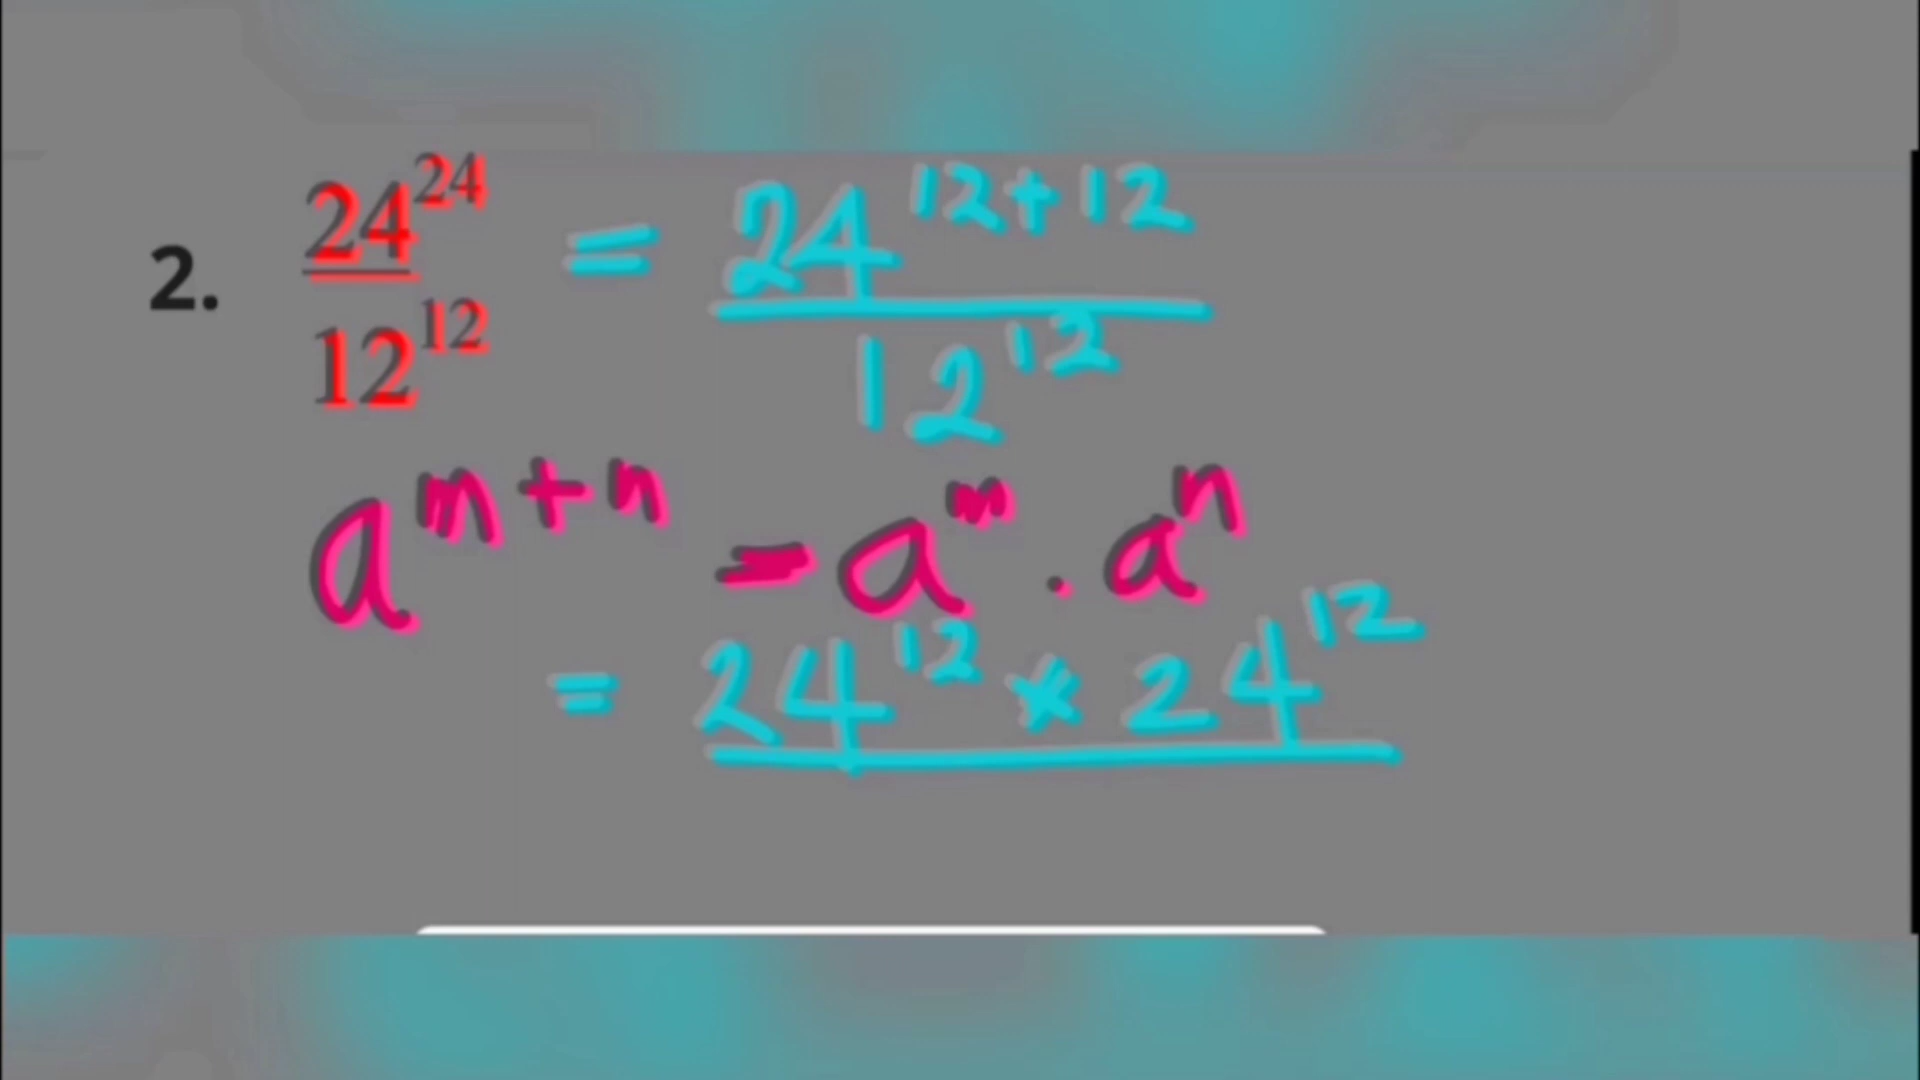 2. 24^24 / 12^12 = 24^12+12 / 12^12
a^m+n = a^m . a^n
= 24^12 * 24^12